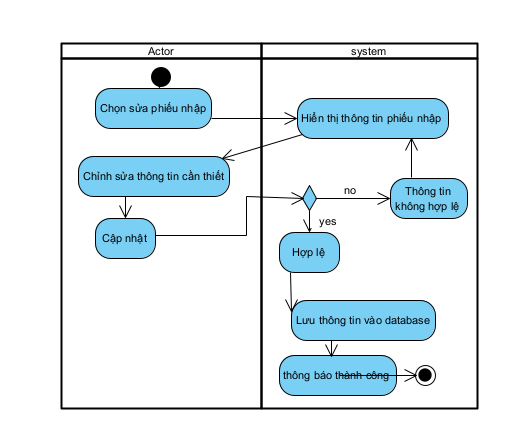 Actor
system
Chọn sửa phiếu nhập
Hiển thị thông tin phiếu nhập
Chỉnh sửa thông tin cần thiết
no
Thông tin
không hợp lệ
yes
Cập nhật
Hợp lệ
Lưu thông tin vào database
thông báo thành công